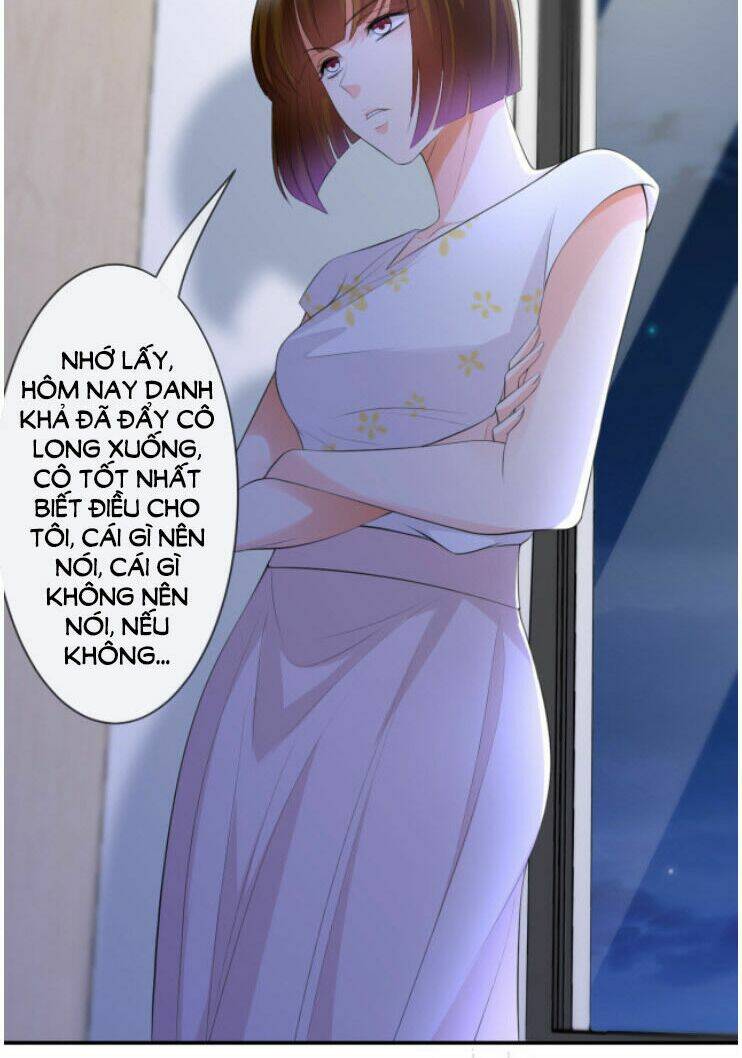 NHỚ LẤY,
HÔM NAY DANH
KHẢ ĐÃ ĐẨY CÔ
LONG XUỐNG,
CÔ TỐT NHẤT
BIẾT ĐIỀU CHO
TÔI, CÁI GÌ NÊN
NÓI, CÁI GÌ
KHÔNG NÊN
NÓI, NẾU
KHÔNG...